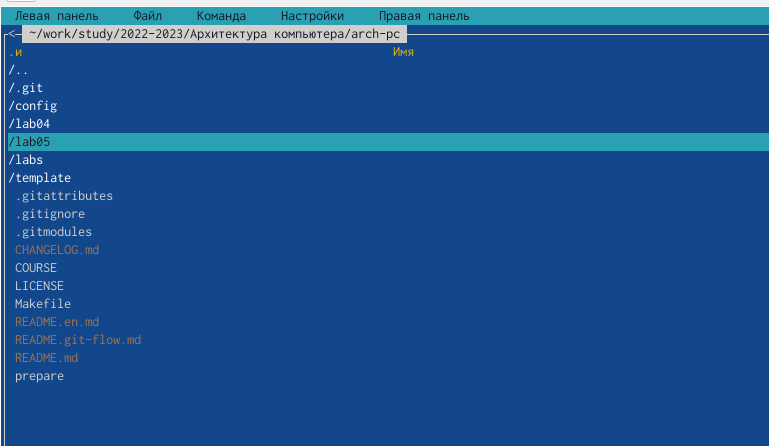 Левая панель Файл Команда Настройки Правая панель
<- ~/work/study/2022-2023/Архитектура компьютера/arch-pc
.и Имя
/..
/.git
/config
/lab04
/lab05
/labs
/template
.gitattributes
.gitignore
.gitmodules
CHANGELOG.md
COURSE
LICENSE
Makefile
README.en.md
README.git-flow.md
README.md
prepare